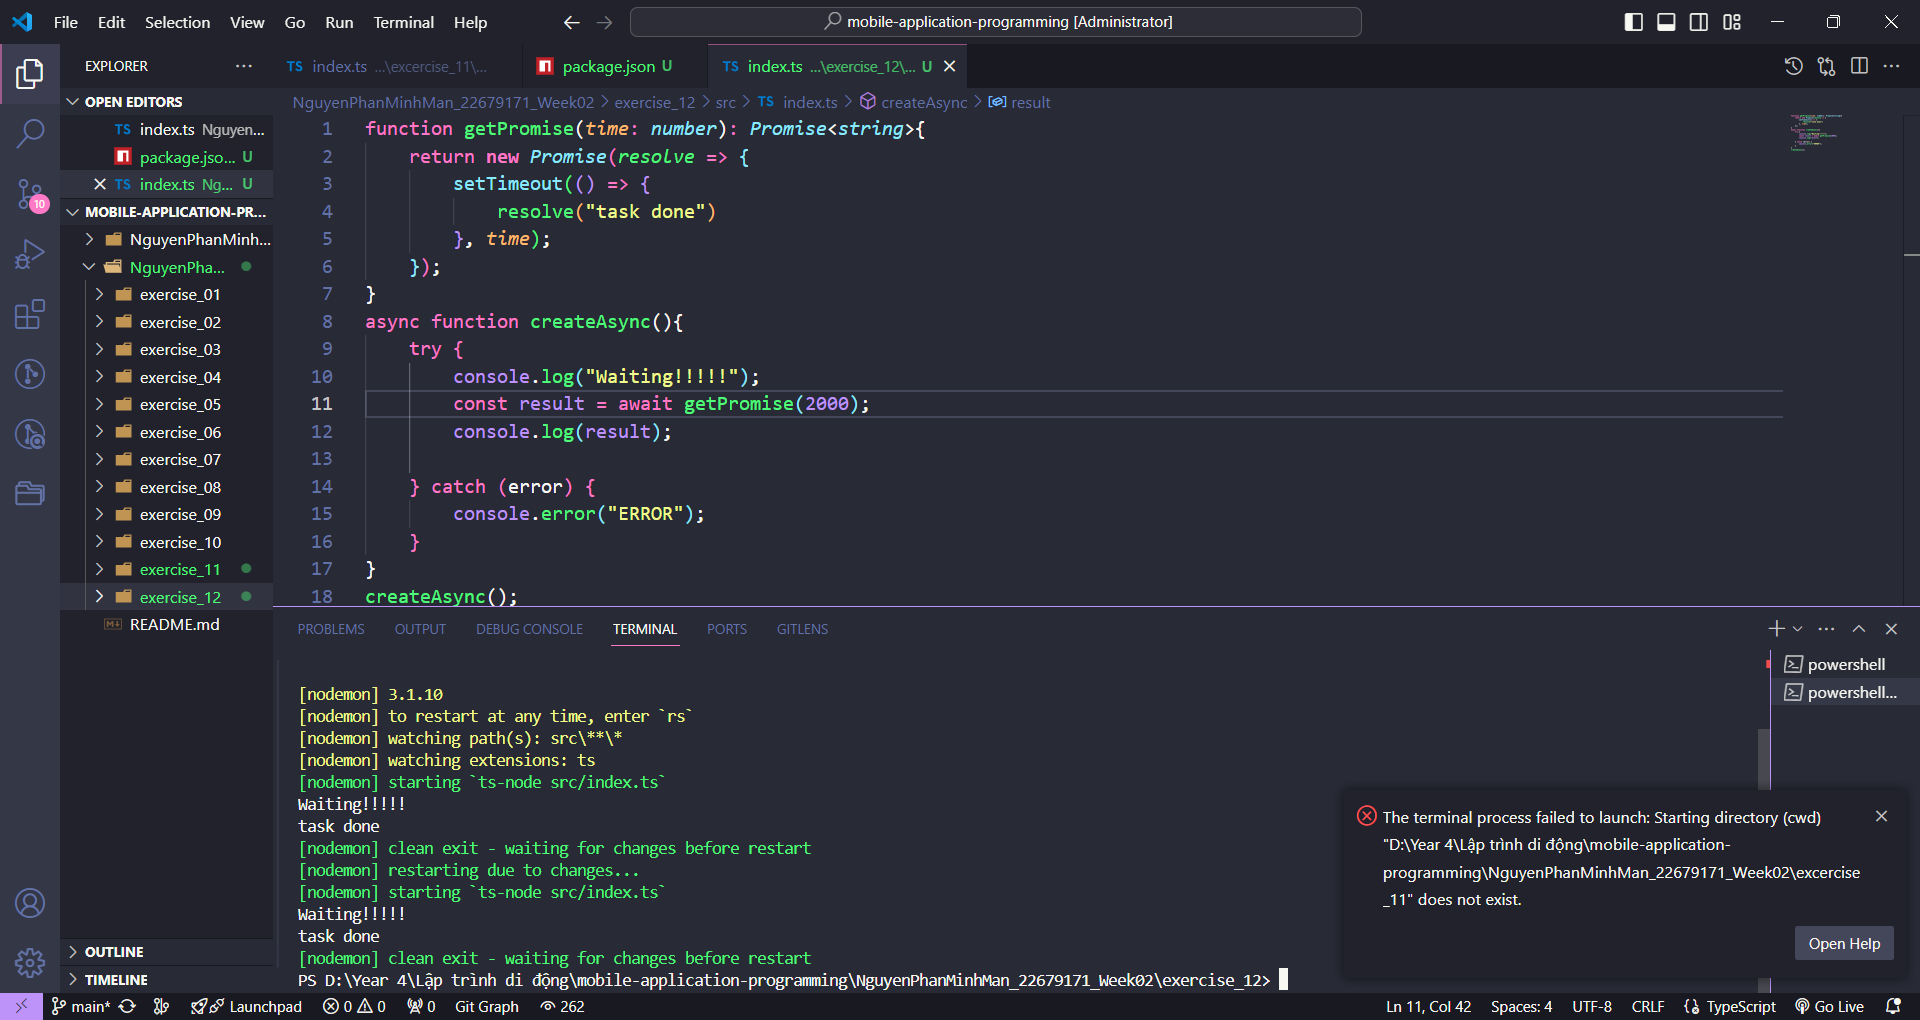 File Edit Selection View Go Run Terminal Help
mobile-application-programming [Administrator]
EXPLORER
OPEN EDITORS
TS index.ts Nguyen...
package.jso... U
TS index.ts Ng... U
MOBILE-APPLICATION-PR...
NguyenPhanMinh...
NguyenPha...
exercise_01
exercise_02
exercise_03
exercise_04
exercise_05
exercise_06
exercise_07
exercise_08
exercise_09
exercise_10
exercise_11
exercise_12
README.md
OUTLINE
TIMELINE
10
TS index.ts ...\excercise_11\...
package.json U
TS index.ts ...\exercise_12\... U
NguyenPhanMinhMan_22679171_Week02 > exercise_12 > src > TS index.ts > createAsync > result
1 function getPromise(time: number): Promise<string>{
2 return new Promise(resolve => {
3 setTimeout(() => {
4 resolve("task done")
5 }, time);
6 });
7 }
8 async function createAsync(){
9 try {
10 console.log("Waiting!!!!!");
11 const result = await getPromise(2000);
12 console.log(result);
13
14 } catch (error) {
15 console.error("ERROR");
16 }
17 }
18 createAsync();
PROBLEMS OUTPUT DEBUG CONSOLE TERMINAL PORTS GITLENS
[nodemon] 3.1.10
[nodemon] to restart at any time, enter `rs`
[nodemon] watching path(s): src\**\*
[nodemon] watching extensions: ts
[nodemon] starting `ts-node src/index.ts`
Waiting!!!!!
task done
[nodemon] clean exit - waiting for changes before restart
[nodemon] restarting due to changes...
[nodemon] starting `ts-node src/index.ts`
Waiting!!!!!
task done
[nodemon] clean exit - waiting for changes before restart
PS D:\Year 4\Lập trình di động\mobile-application-programming\NguyenPhanMinhMan_22679171_Week02\exercise_12>
powershell
powershell...
The terminal process failed to launch: Starting directory (cwd)
"D:\Year 4\Lập trình di động\mobile-application-
programming\NguyenPhanMinhMan_22679171_Week02\excercise
_11" does not exist.
Open Help
main* Launchpad 0 0 0 Git Graph 262
Ln 11, Col 42 Spaces: 4 UTF-8 CRLF {} TypeScript Go Live